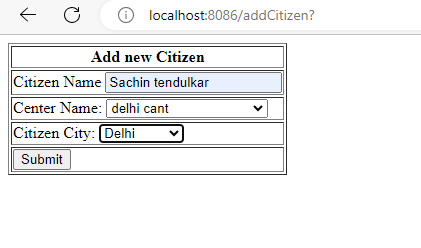 localhost:8086/addCitizen?
Add new Citizen
Citizen Name Sachin tendulkar
Center Name: delhi cant
Citizen City: Delhi
Submit